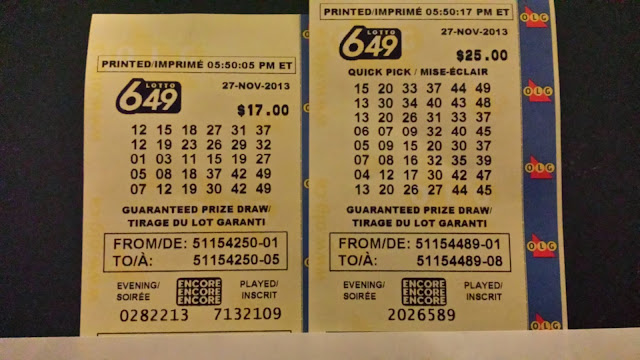 PRINTED/IMPRIMÉ 05:50:05 PM ET
LOTTO
649
27-NOV-2013
$17.00
12 15 18 27 31 37
12 19 23 26 29 32
01 03 11 15 19 27
05 08 18 37 42 49
07 12 19 30 42 49
GUARANTEED PRIZE DRAW/
TIRAGE DU LOT GARANTI
FROM/DE: 51154250-01
TO/À: 51154250-05
EVENING/ ENCORE PLAYED/
SOIRÉE ENCORE INSCRIT
ENCORE
0282213 7132109
PRINTED/IMPRIMÉ 05:50:17 PM ET
LOTTO
649
27-NOV-2013
$25.00
QUICK PICK / MISE-ÉCLAIR
15 20 33 37 44 49
13 30 34 40 43 48
13 20 26 31 33 37
06 07 09 32 40 45
05 09 15 20 30 37
07 08 16 32 35 39
04 12 17 30 42 47
13 20 26 27 44 45
GUARANTEED PRIZE DRAW/
TIRAGE DU LOT GARANTI
FROM/DE: 51154489-01
TO/À: 51154489-08
EVENING/ ENCORE PLAYED/
SOIRÉE ENCORE INSCRIT
ENCORE
2026589
OLG
OLG
OLG
OLG
OLG